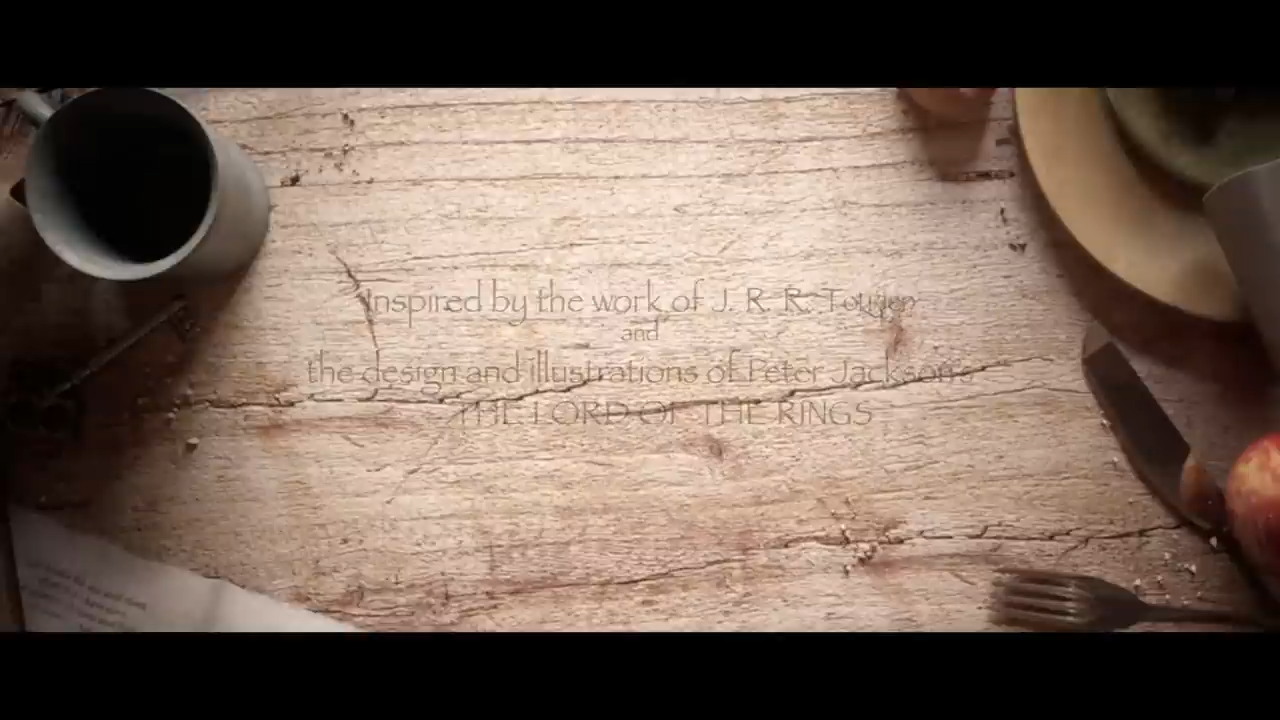 Inspired by the work of J. R. R. Tolkien
and
the design and illustrations of Peter Jackson's
THE LORD OF THE RINGS